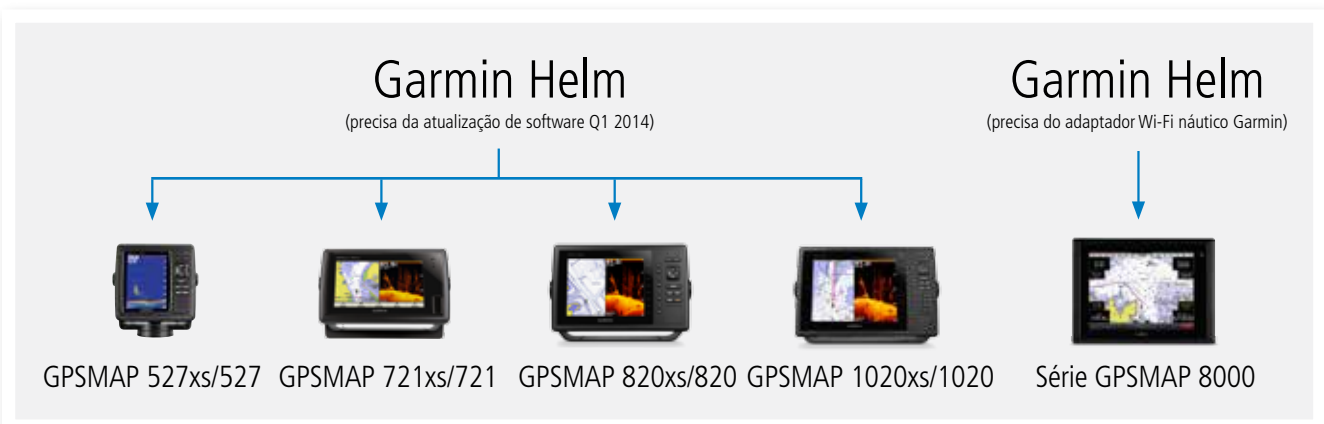 Garmin Helm
(precisa da atualização de software Q1 2014)
Garmin Helm
(precisa do adaptador Wi-Fi náutico Garmin)
GPSMAP 527xs/527
GPSMAP 721xs/721
GPSMAP 820xs/820
GPSMAP 1020xs/1020
Série GPSMAP 8000